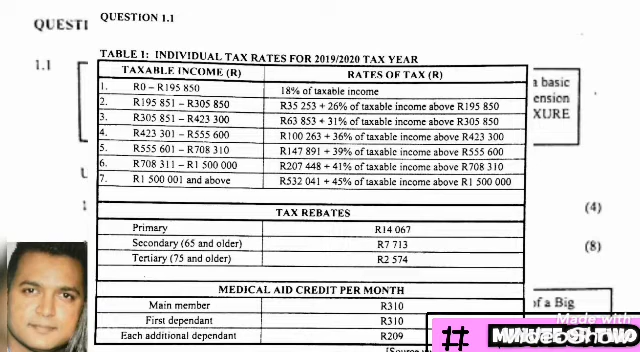 QUESTION 1.1
QUESTI
TABLE 1: INDIVIDUAL TAX RATES FOR 2019/2020 TAX YEAR
1.1
TAXABLE INCOME (R) RATES OF TAX (R)
1. R0 – R195 850 18% of taxable income
a basic
2. R195 851 – R305 850 R35 253 + 26% of taxable income above R195 850
ension
3. R305 851 – R423 300 R63 853 + 31% of taxable income above R305 850
XURE
4. R423 301 – R555 600 R100 263 + 36% of taxable income above R423 300
5. R555 601 – R708 310 R147 891 + 39% of taxable income above R555 600
6. R708 311 – R1 500 000 R207 448 + 41% of taxable income above R708 310
7. R1 500 001 and above R532 041 + 45% of taxable income above R1 500 000
(4)
TAX REBATES
Primary R14 067
Secondary (65 and older) R7 713
(8)
Tertiary (75 and older) R2 574
MEDICAL AID CREDIT PER MONTH
Main member R310
of a Big
First dependant R310
Made with
Each additional dependant R209
# MINUTE OR TWO
VideoShow
[Source